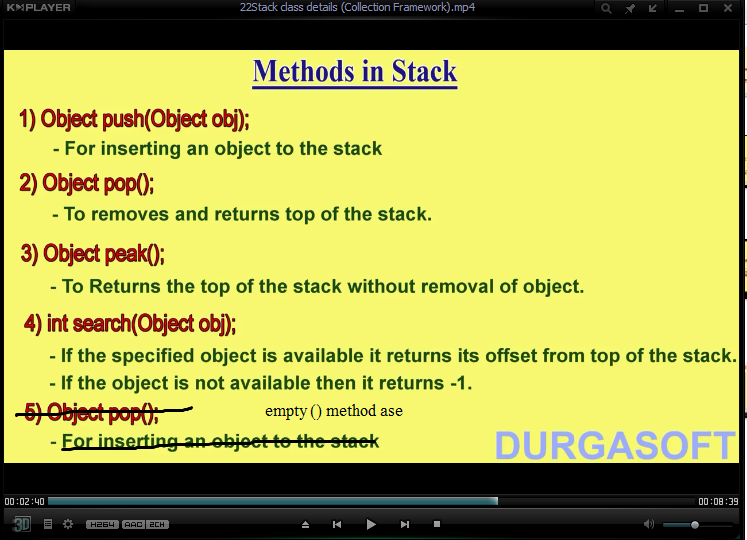 K-MPLAYER
22Stack class details (Collection Framework).mp4
Methods in Stack
1) Object push(Object obj);
- For inserting an object to the stack
2) Object pop();
- To removes and returns top of the stack.
3) Object peak();
- To Returns the top of the stack without removal of object.
4) int search(Object obj);
- If the specified object is available it returns its offset from top of the stack.
- If the object is not available then it returns -1.
5) Object pop(); empty () method ase
- For inserting an object to the stack
DURGASOFT
00:02:40 00:08:39
3D H264 AAC 2CH